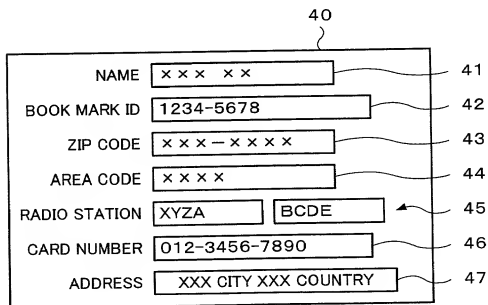 40
NAME ××× ×× 41
BOOK MARK ID 1234-5678 42
ZIP CODE ×××-×××× 43
AREA CODE ×××× 44
RADIO STATION XYZA BCDE 45
CARD NUMBER 012-3456-7890 46
ADDRESS XXX CITY XXX COUNTRY 47